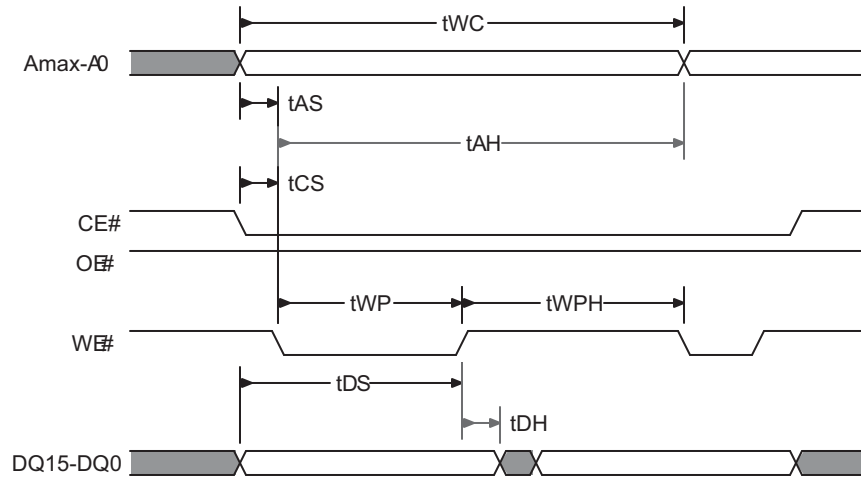 tWC
Amax-A0
tAS
tAH
tCS
CE#
OE#
tWP
tWPH
WE#
tDS
tDH
DQ15-DQ0